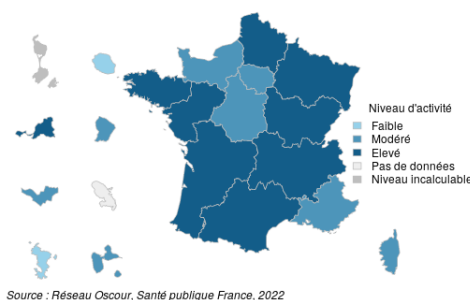 Niveau d'activité
Faible
Modéré
Elevé
Pas de données
Niveau incalculable
Source : Réseau Oscour, Santé publique France, 2022